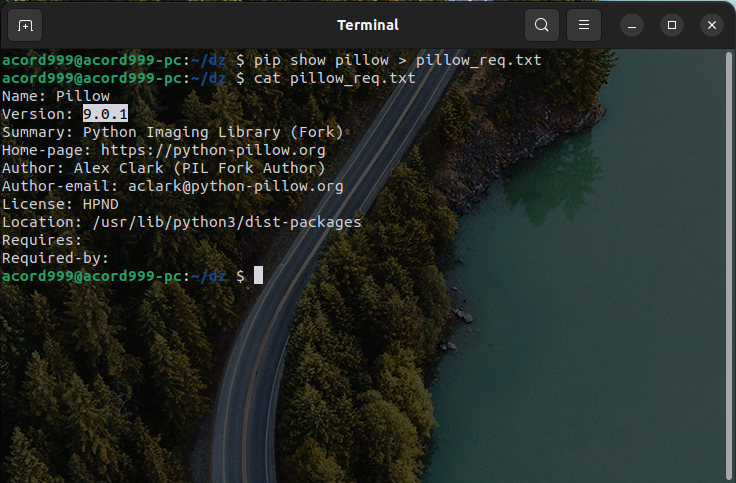 Terminal
acord999@acord999-pc:~/dz $ pip show pillow > pillow_req.txt
acord999@acord999-pc:~/dz $ cat pillow_req.txt
Name: Pillow
Version: 9.0.1
Summary: Python Imaging Library (Fork)
Home-page: https://python-pillow.org
Author: Alex Clark (PIL Fork Author)
Author-email: aclark@python-pillow.org
License: HPND
Location: /usr/lib/python3/dist-packages
Requires:
Required-by:
acord999@acord999-pc:~/dz $